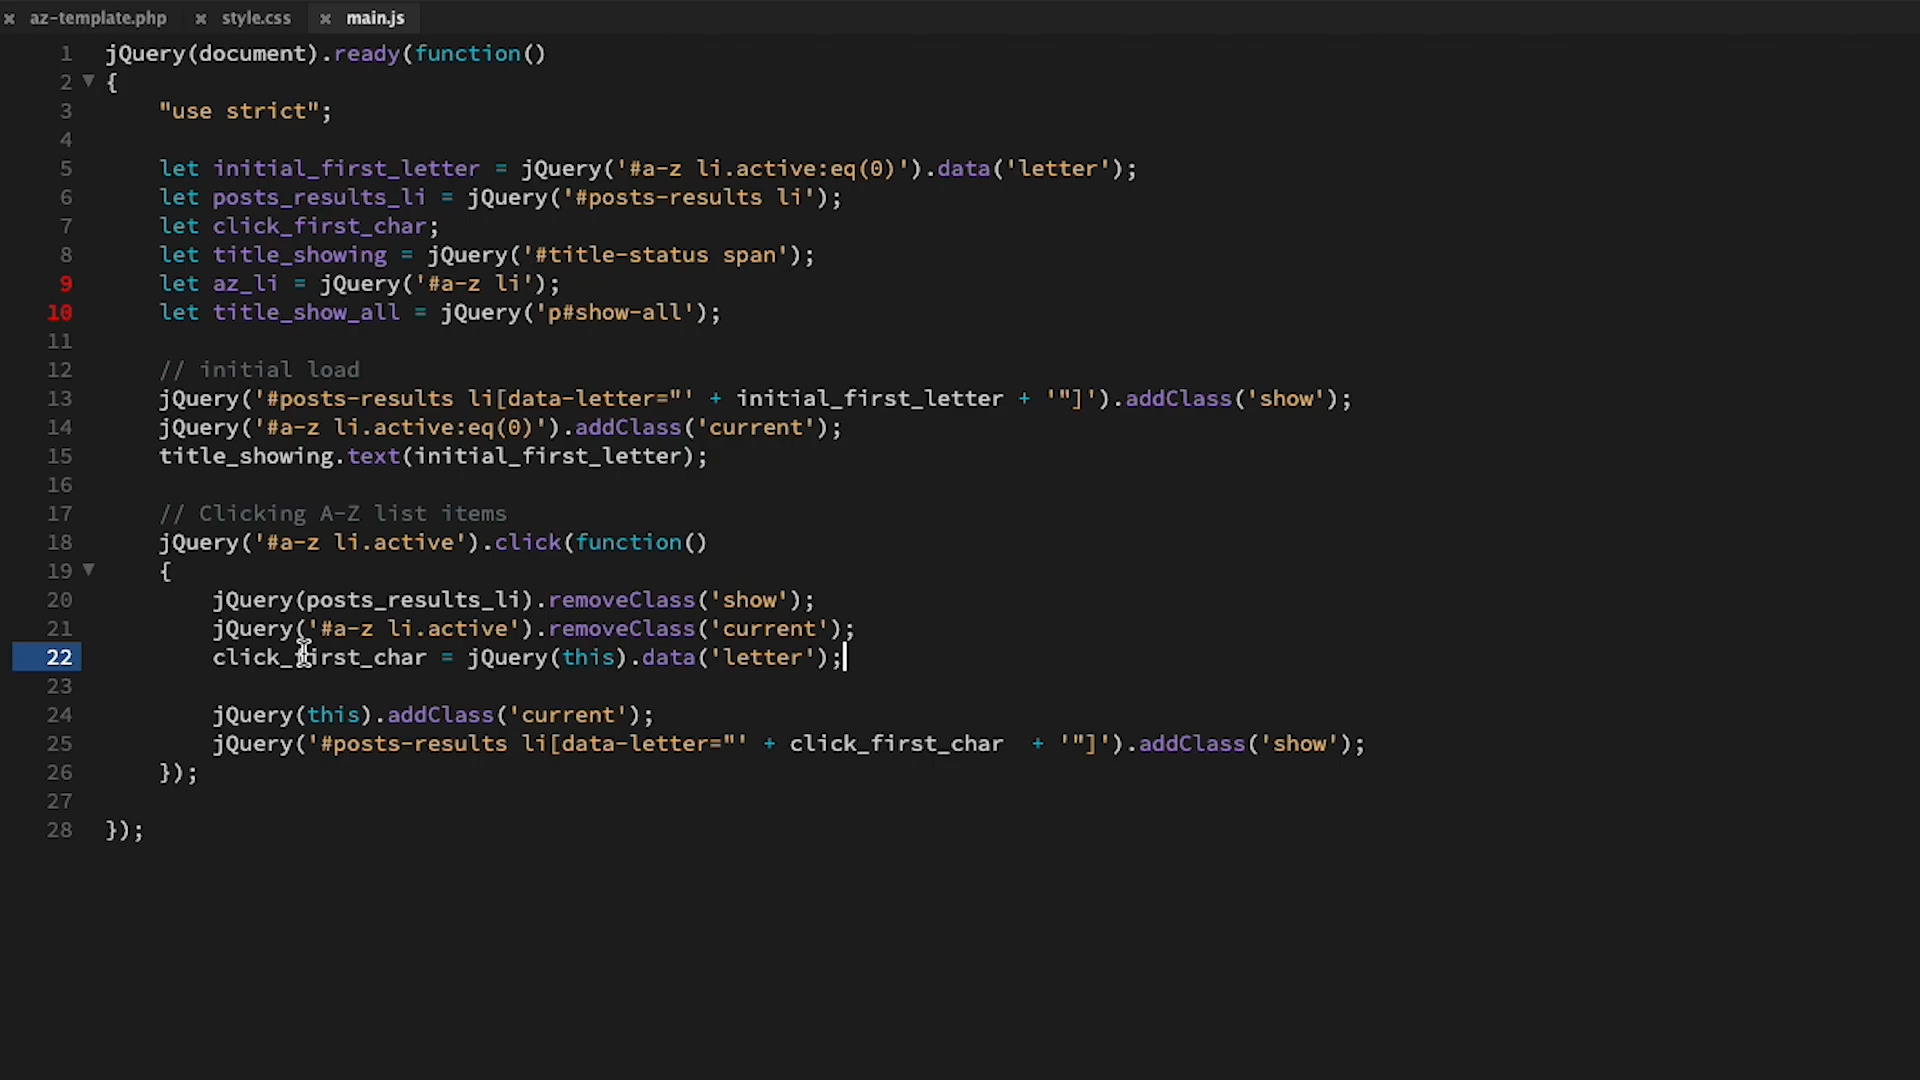 × az-template.php × style.css × main.js
1 jQuery(document).ready(function()
2 ▼ {
3 "use strict";
4
5 let initial_first_letter = jQuery('#a-z li.active:eq(0)').data('letter');
6 let posts_results_li = jQuery('#posts-results li');
7 let click_first_char;
8 let title_showing = jQuery('#title-status span');
9 let az_li = jQuery('#a-z li');
10 let title_show_all = jQuery('p#show-all');
11
12 // initial load
13 jQuery('#posts-results li[data-letter="' + initial_first_letter + '"]').addClass('show');
14 jQuery('#a-z li.active:eq(0)').addClass('current');
15 title_showing.text(initial_first_letter);
16
17 // Clicking A-Z list items
18 jQuery('#a-z li.active').click(function()
19 ▼ {
20 jQuery(posts_results_li).removeClass('show');
21 jQuery('#a-z li.active').removeClass('current');
22 click_first_char = jQuery(this).data('letter');
23
24 jQuery(this).addClass('current');
25 jQuery('#posts-results li[data-letter="' + click_first_char  + '"]').addClass('show');
26 });
27
28 });